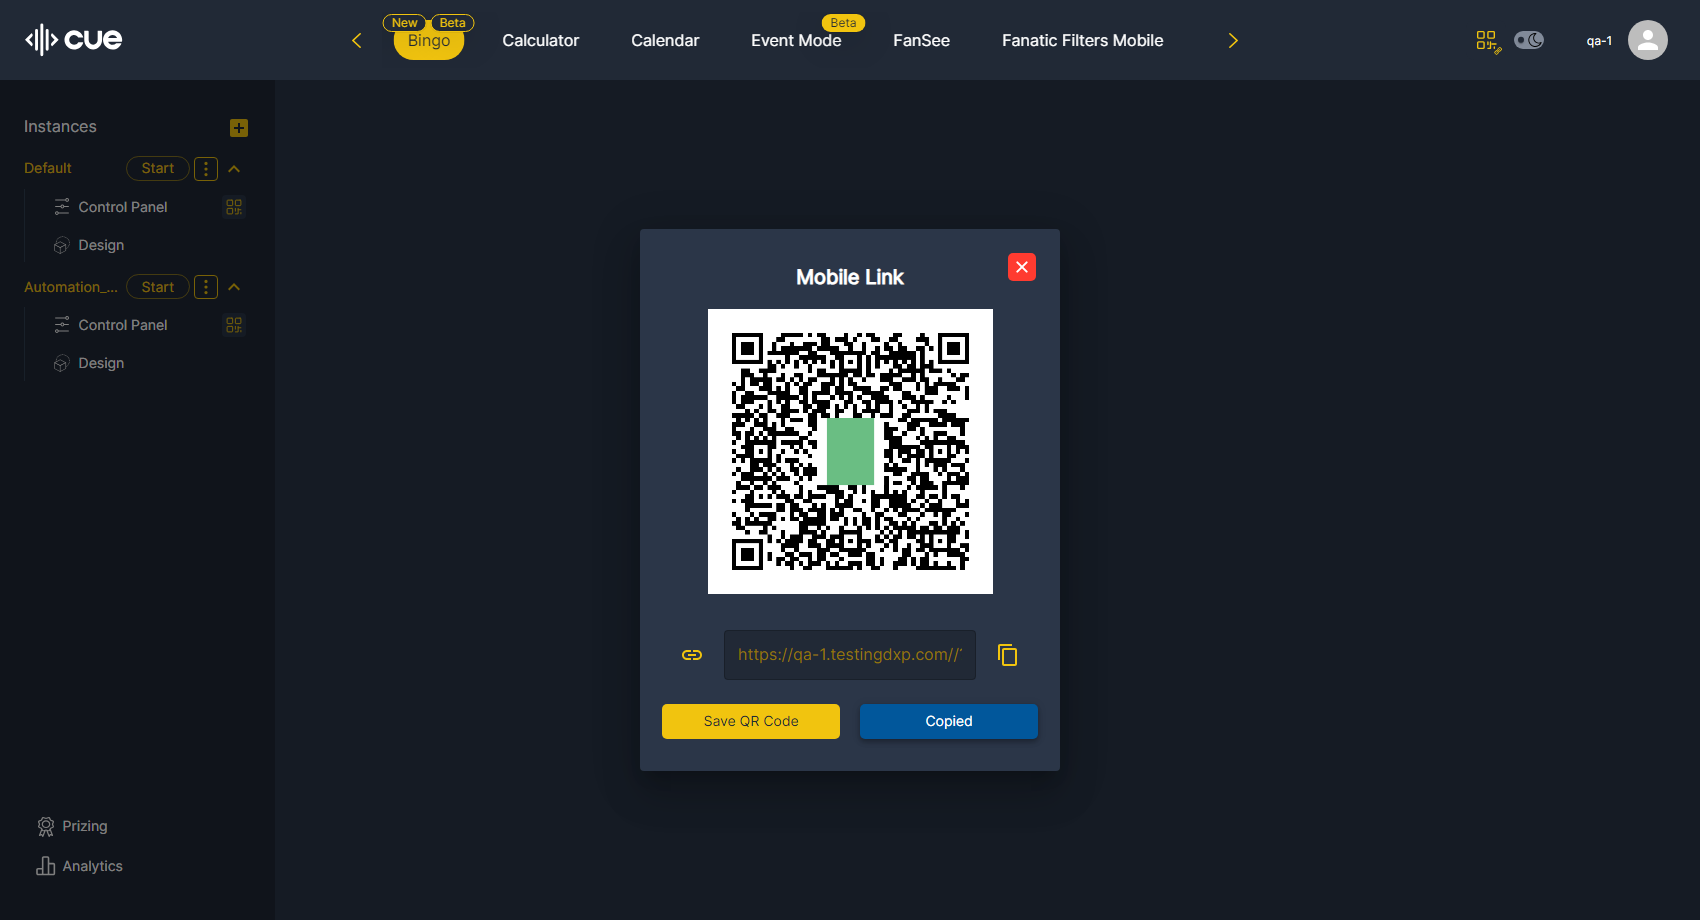 cue
New Beta
Bingo
Calculator
Calendar
Beta
Event Mode
FanSee
Fanatic Filters Mobile
qa-1
Instances
Default Start
Control Panel
Design
Automation_... Start
Control Panel
Design
Prizing
Analytics
Mobile Link
https://qa-1.testingdxp.com//
Save QR Code
Copied